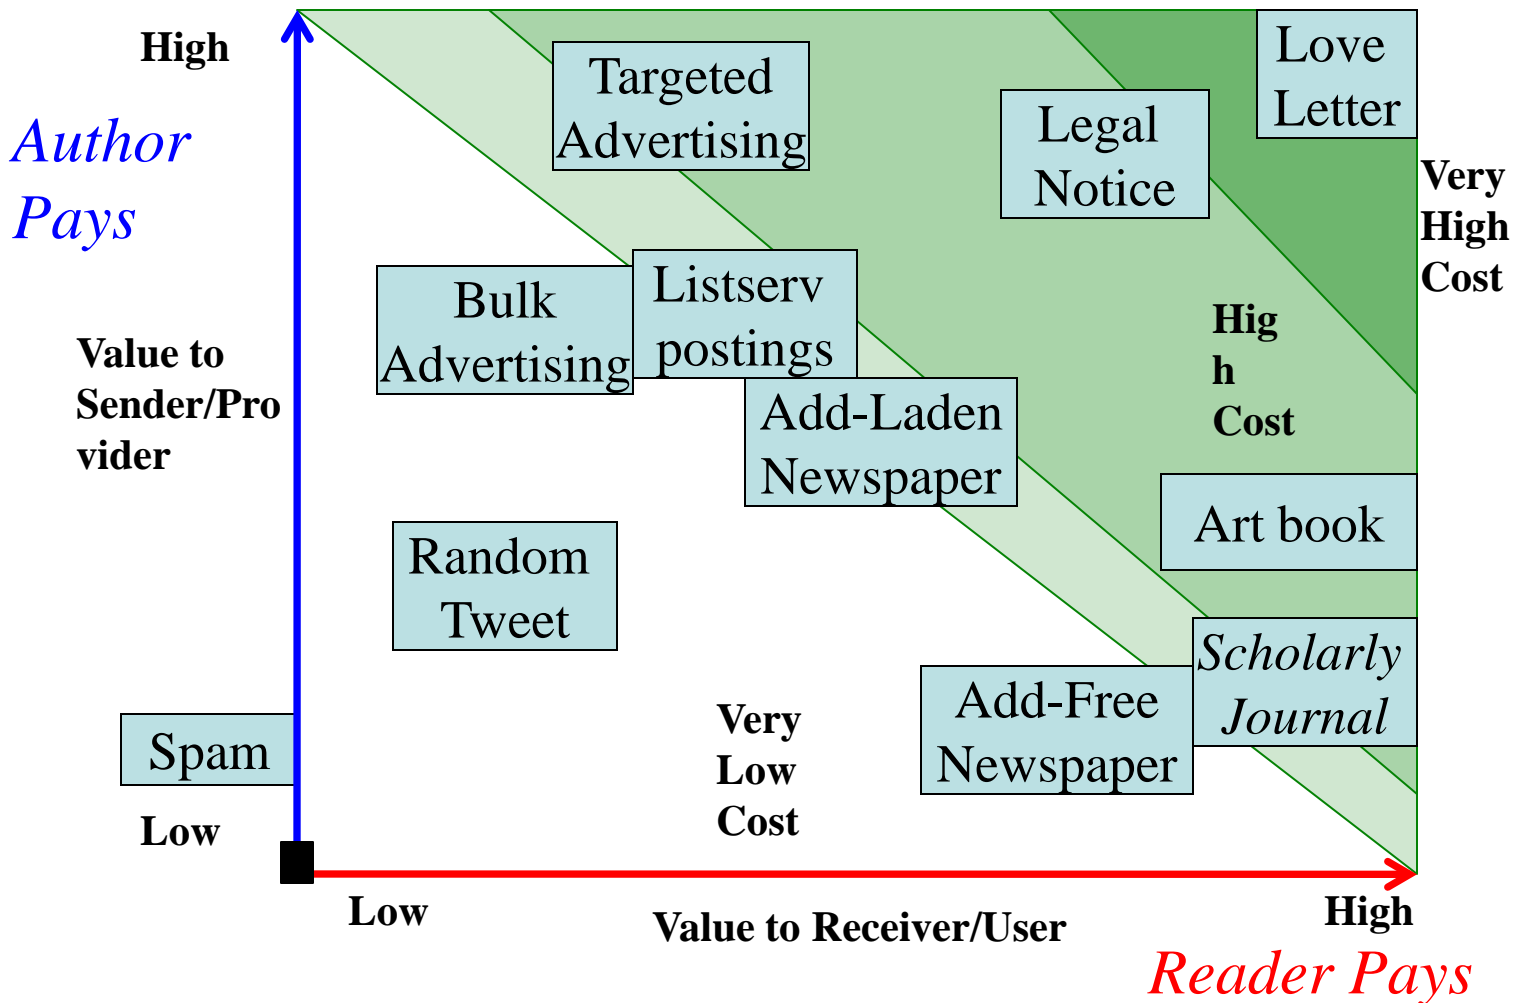 High
Author
Pays
Value to
Sender/Pro
vider
Low
Targeted
Advertising
Legal
Notice
Love
Letter
Very
High
Cost
Bulk
Advertising
Listserv
postings
Hig
h
Cost
Add-Laden
Newspaper
Art book
Random
Tweet
Scholarly
Journal
Add-Free
Newspaper
Very
Low
Cost
Spam
Low
Value to Receiver/User
High
Reader Pays